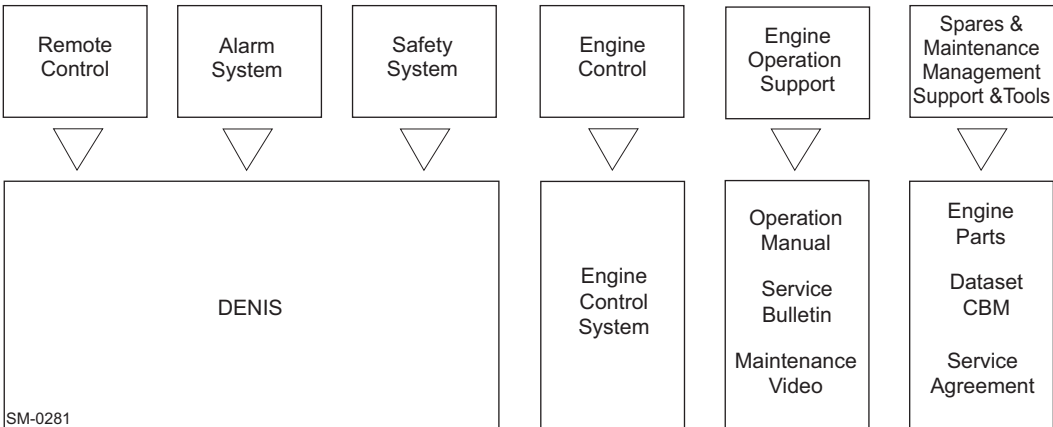 Remote
Control
Alarm
System
Safety
System
Engine
Control
Engine
Operation
Support
Spares &
Maintenance
Management
Support &Tools
DENIS
Engine
Control
System
Operation
Manual
Service
Bulletin
Maintenance
Video
Engine
Parts
Dataset
CBM
Service
Agreement
SM-0281